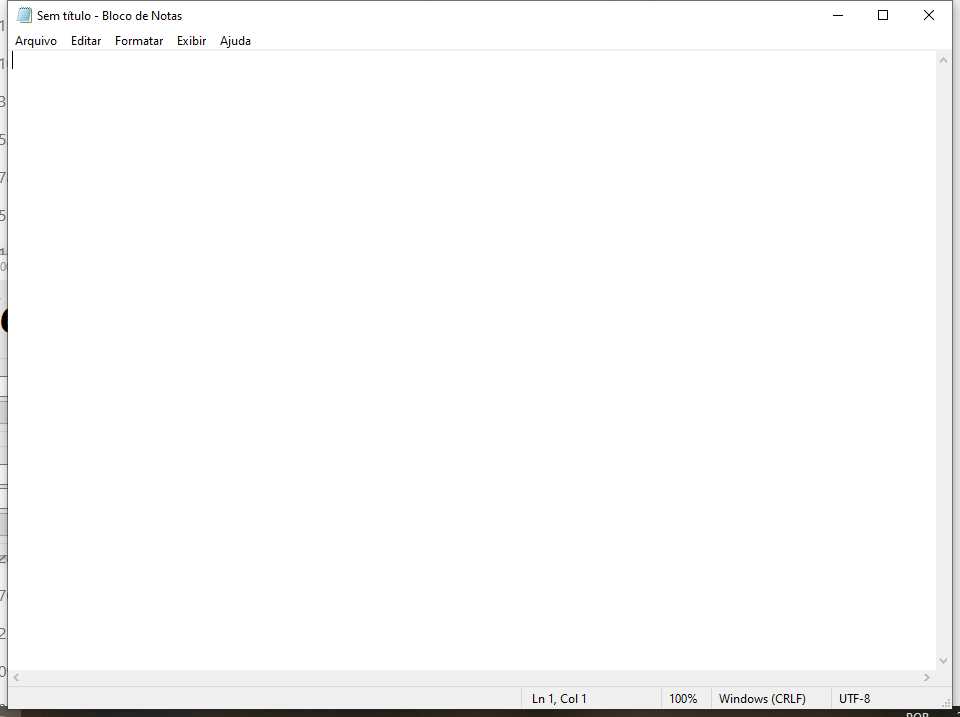 Sem título - Bloco de Notas
Arquivo Editar Formatar Exibir Ajuda
Ln 1, Col 1 100% Windows (CRLF) UTF-8